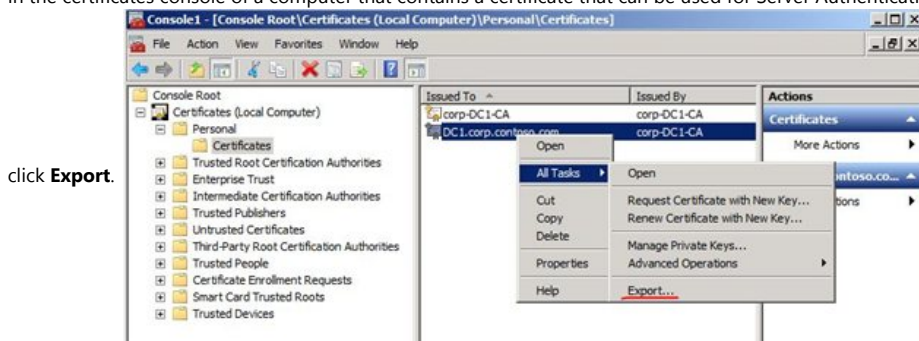 In the certificates console of a computer that contains a certificate that can be used for Server Authentication
Console1 - [Console Root\Certificates (Local Computer)\Personal\Certificates]
File Action View Favorites Window Help
Console Root
Certificates (Local Computer)
Personal
Certificates
Trusted Root Certification Authorities
Enterprise Trust
Intermediate Certification Authorities
Trusted Publishers
Untrusted Certificates
Third-Party Root Certification Authorities
Trusted People
Certificate Enrolment Requests
Smart Card Trusted Roots
Trusted Devices
Issued To Issued By
corp-DC1-CA corp-DC1-CA
DC1.corp.contoso.com corp-DC1-CA
Open
All Tasks
Cut
Copy
Delete
Properties
Help
Open
Request Certificate with New Key...
Renew Certificate with New Key...
Manage Private Keys...
Advanced Operations
Export...
Actions
Certificates
More Actions
ntoso.co...
tions
click Export.